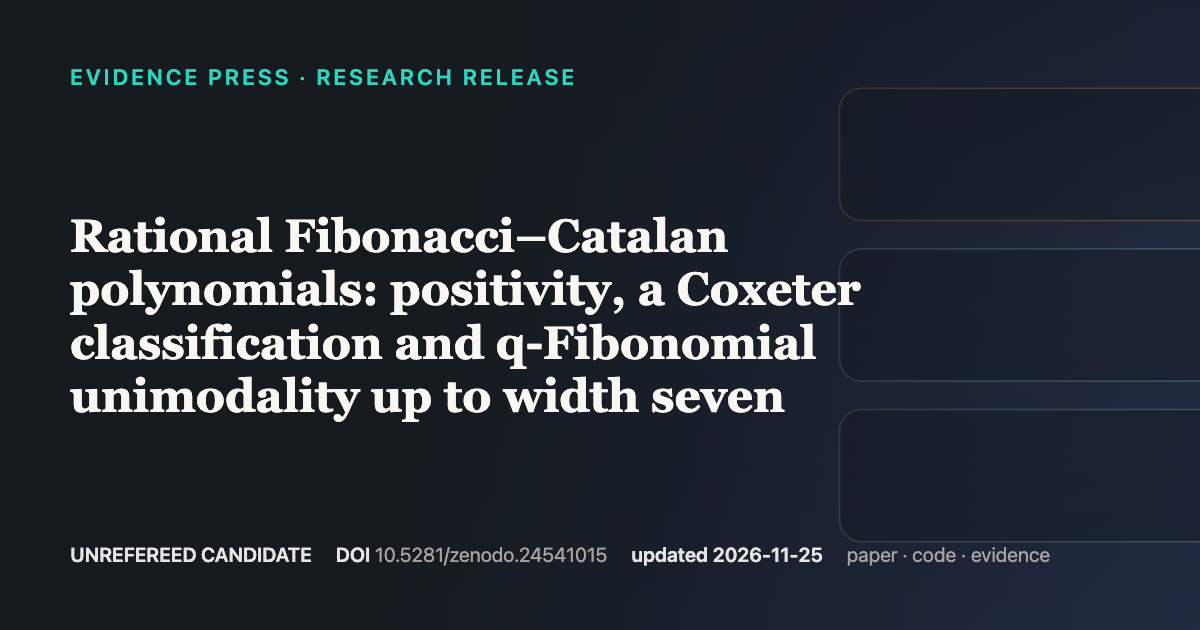 EVIDENCE PRESS · RESEARCH RELEASE
Rational Fibonacci–Catalan
polynomials: positivity, a Coxeter
classification and q-Fibonomial
unimodality up to width seven
UNREFEREED CANDIDATE DOI 10.5281/zenodo.24541015 updated 2026-11-25 paper · code · evidence